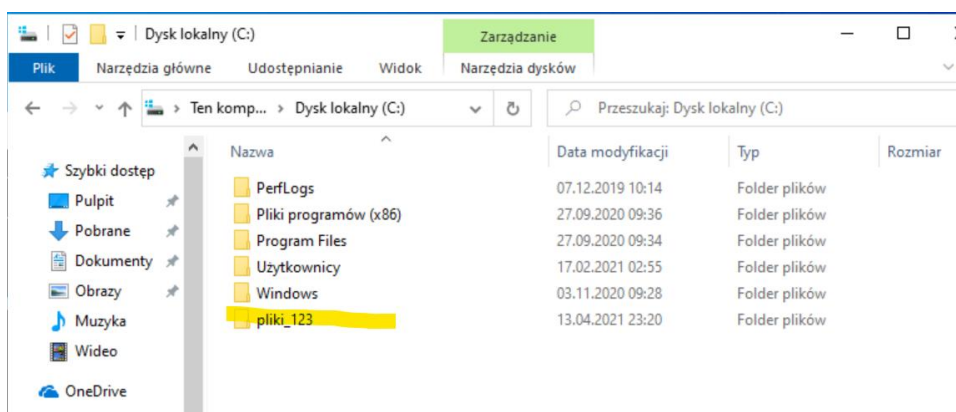 Dysk lokalny (C:)
Zarządzanie
Plik
Narzędzia główne
Udostępnianie
Widok
Narzędzia dysków
Ten komp... > Dysk lokalny (C:)
Przeszukaj: Dysk lokalny (C:)
Szybki dostęp
Pulpit
Pobrane
Dokumenty
Obrazy
Muzyka
Wideo
OneDrive
Nazwa Data modyfikacji Typ Rozmiar
PerfLogs 07.12.2019 10:14 Folder plików
Pliki programów (x86) 27.09.2020 09:36 Folder plików
Program Files 27.09.2020 09:34 Folder plików
Użytkownicy 17.02.2021 02:55 Folder plików
Windows 03.11.2020 09:28 Folder plików
pliki_123 13.04.2021 23:20 Folder plików